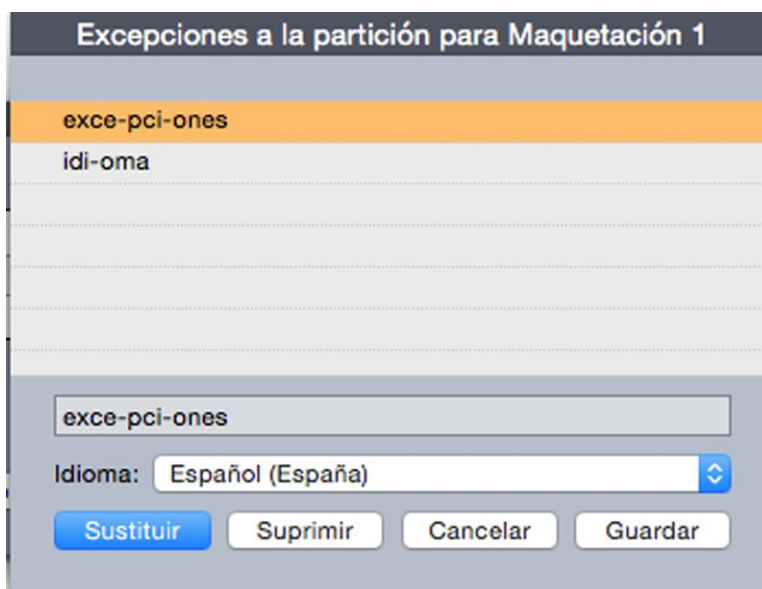 Excepciones a la partición para Maquetación 1
exce-pci-ones
idi-oma
exce-pci-ones
Idioma: Español (España)
Sustituir Suprimir Cancelar Guardar